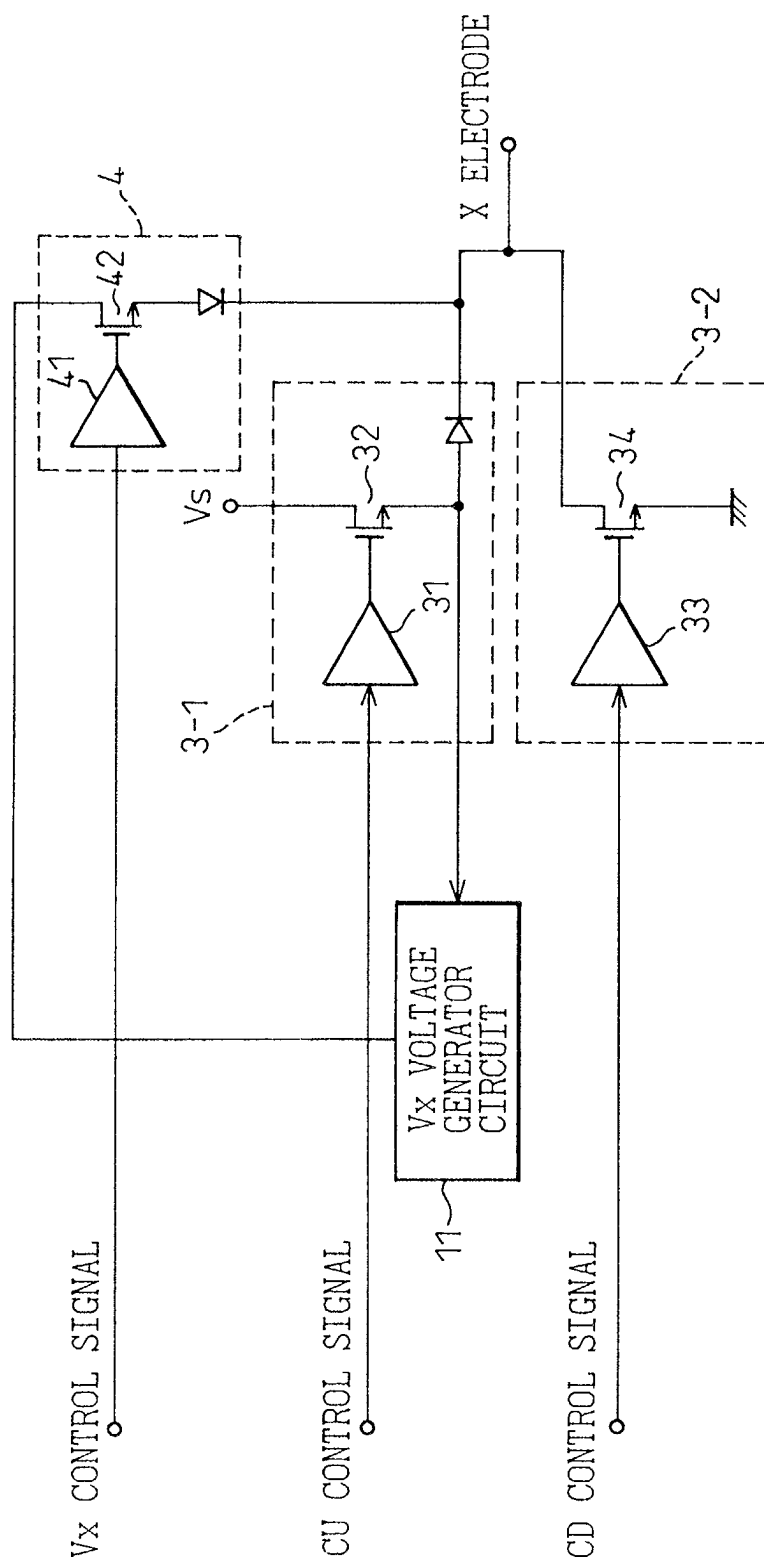 Vx CONTROL SIGNAL
41
42
4
CU CONTROL SIGNAL
3-1
Vs
31
32
X ELECTRODE
11
Vx VOLTAGE
GENERATOR
CIRCUIT
CD CONTROL SIGNAL
33
34
3-2